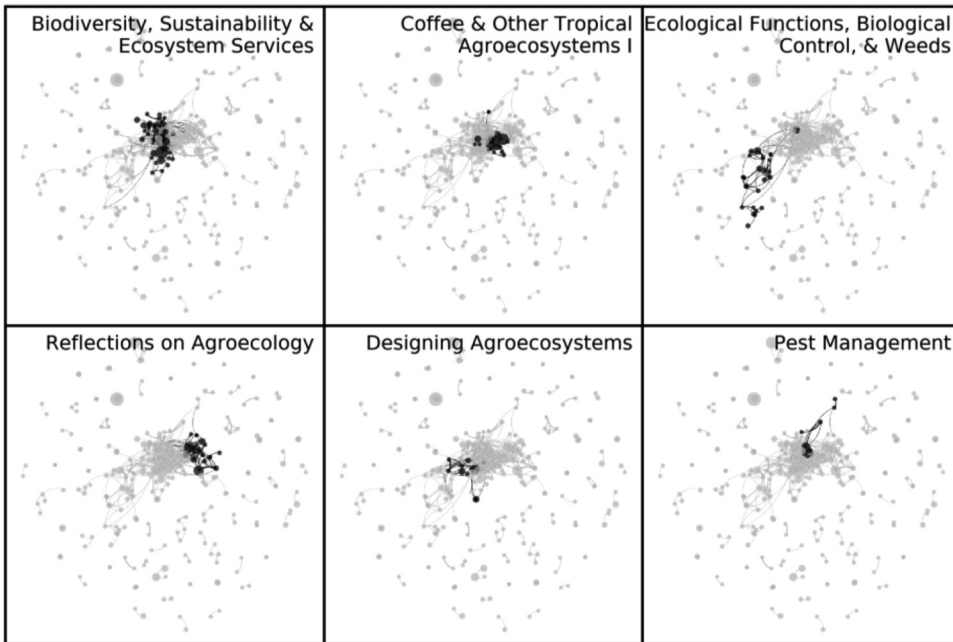 Biodiversity, Sustainability &
Ecosystem Services
Coffee & Other Tropical
Agroecosystems I
Ecological Functions, Biological
Control, & Weeds
Reflections on Agroecology
Designing Agroecosystems
Pest Management